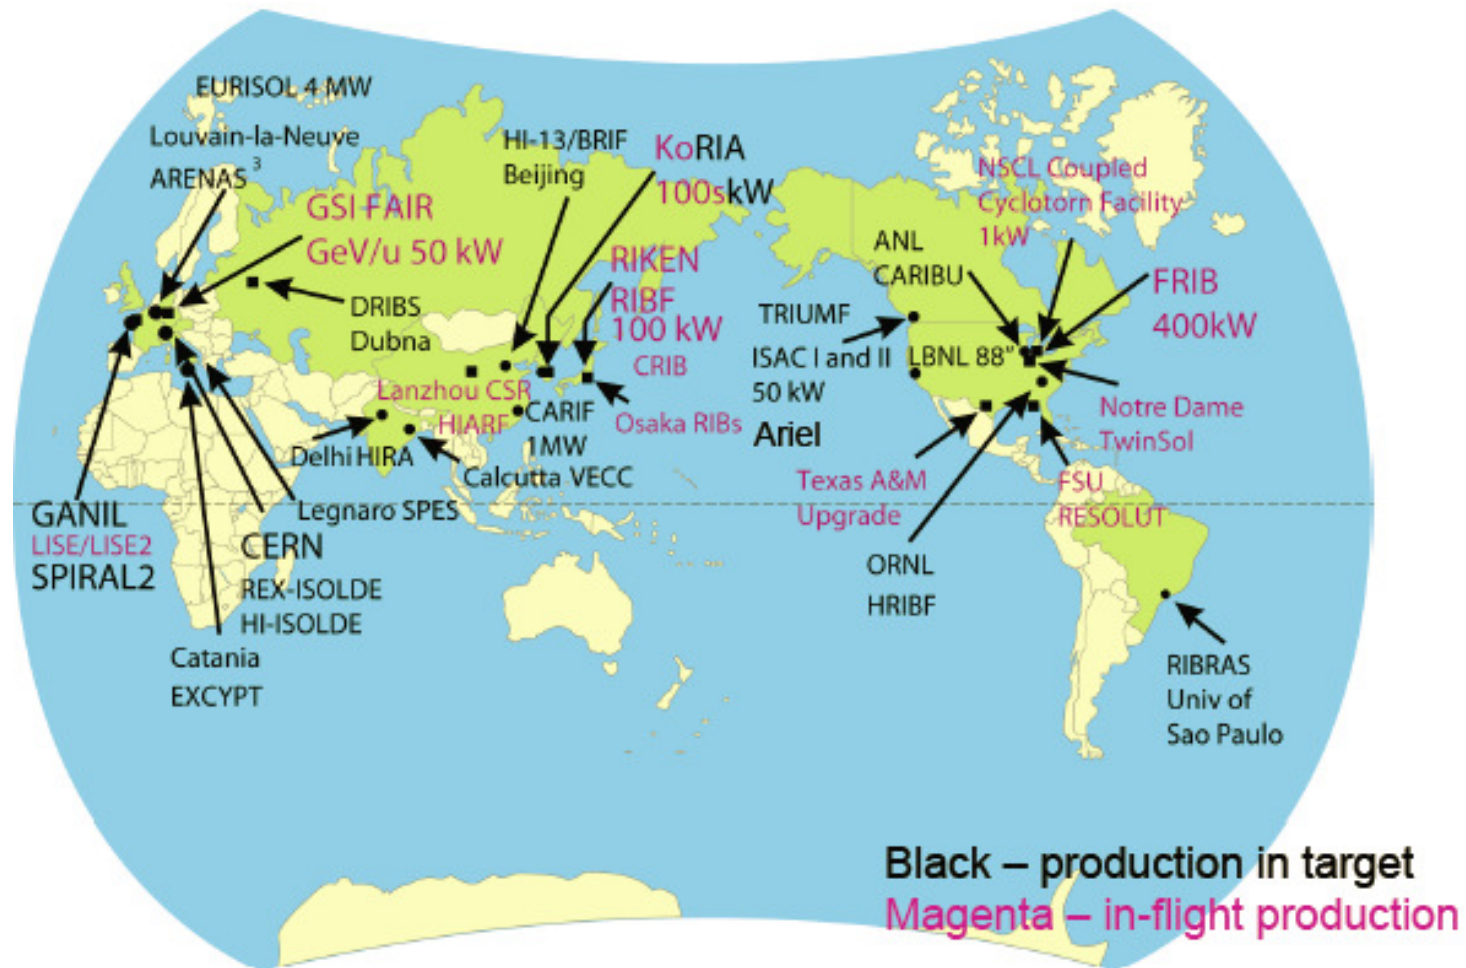 EURISOL 4 MW
Louvain-la-Neuve
ARENAS 3
GSI FAIR
GeV/u 50 kW
HI-13/BRIF
Beijing
KoRIA
100skW
RIKEN
RIBF
100 kW
CRIB
Osaka RIBs
DRIBS
Dubna
Lanzhou CSR
HIARF
CARIF
1MW
Delhi HIRA
Calcutta VECC
Legnaro SPES
GANIL
LISE/LISE2
SPIRAL2
CERN
REX-ISOLDE
HI-ISOLDE
Catania
EXCYPT
NSCL Coupled
Cyclotorn Facility
1kW
ANL
CARIBU
FRIB
400kW
TRIUMF
ISAC I and II
50 kW
Ariel
LBNL 88"
Notre Dame
TwinSol
Texas A&M
Upgrade
FSU
RESOLUT
ORNL
HRIBF
RIBRAS
Univ of
Sao Paulo
Black – production in target
Magenta – in-flight production